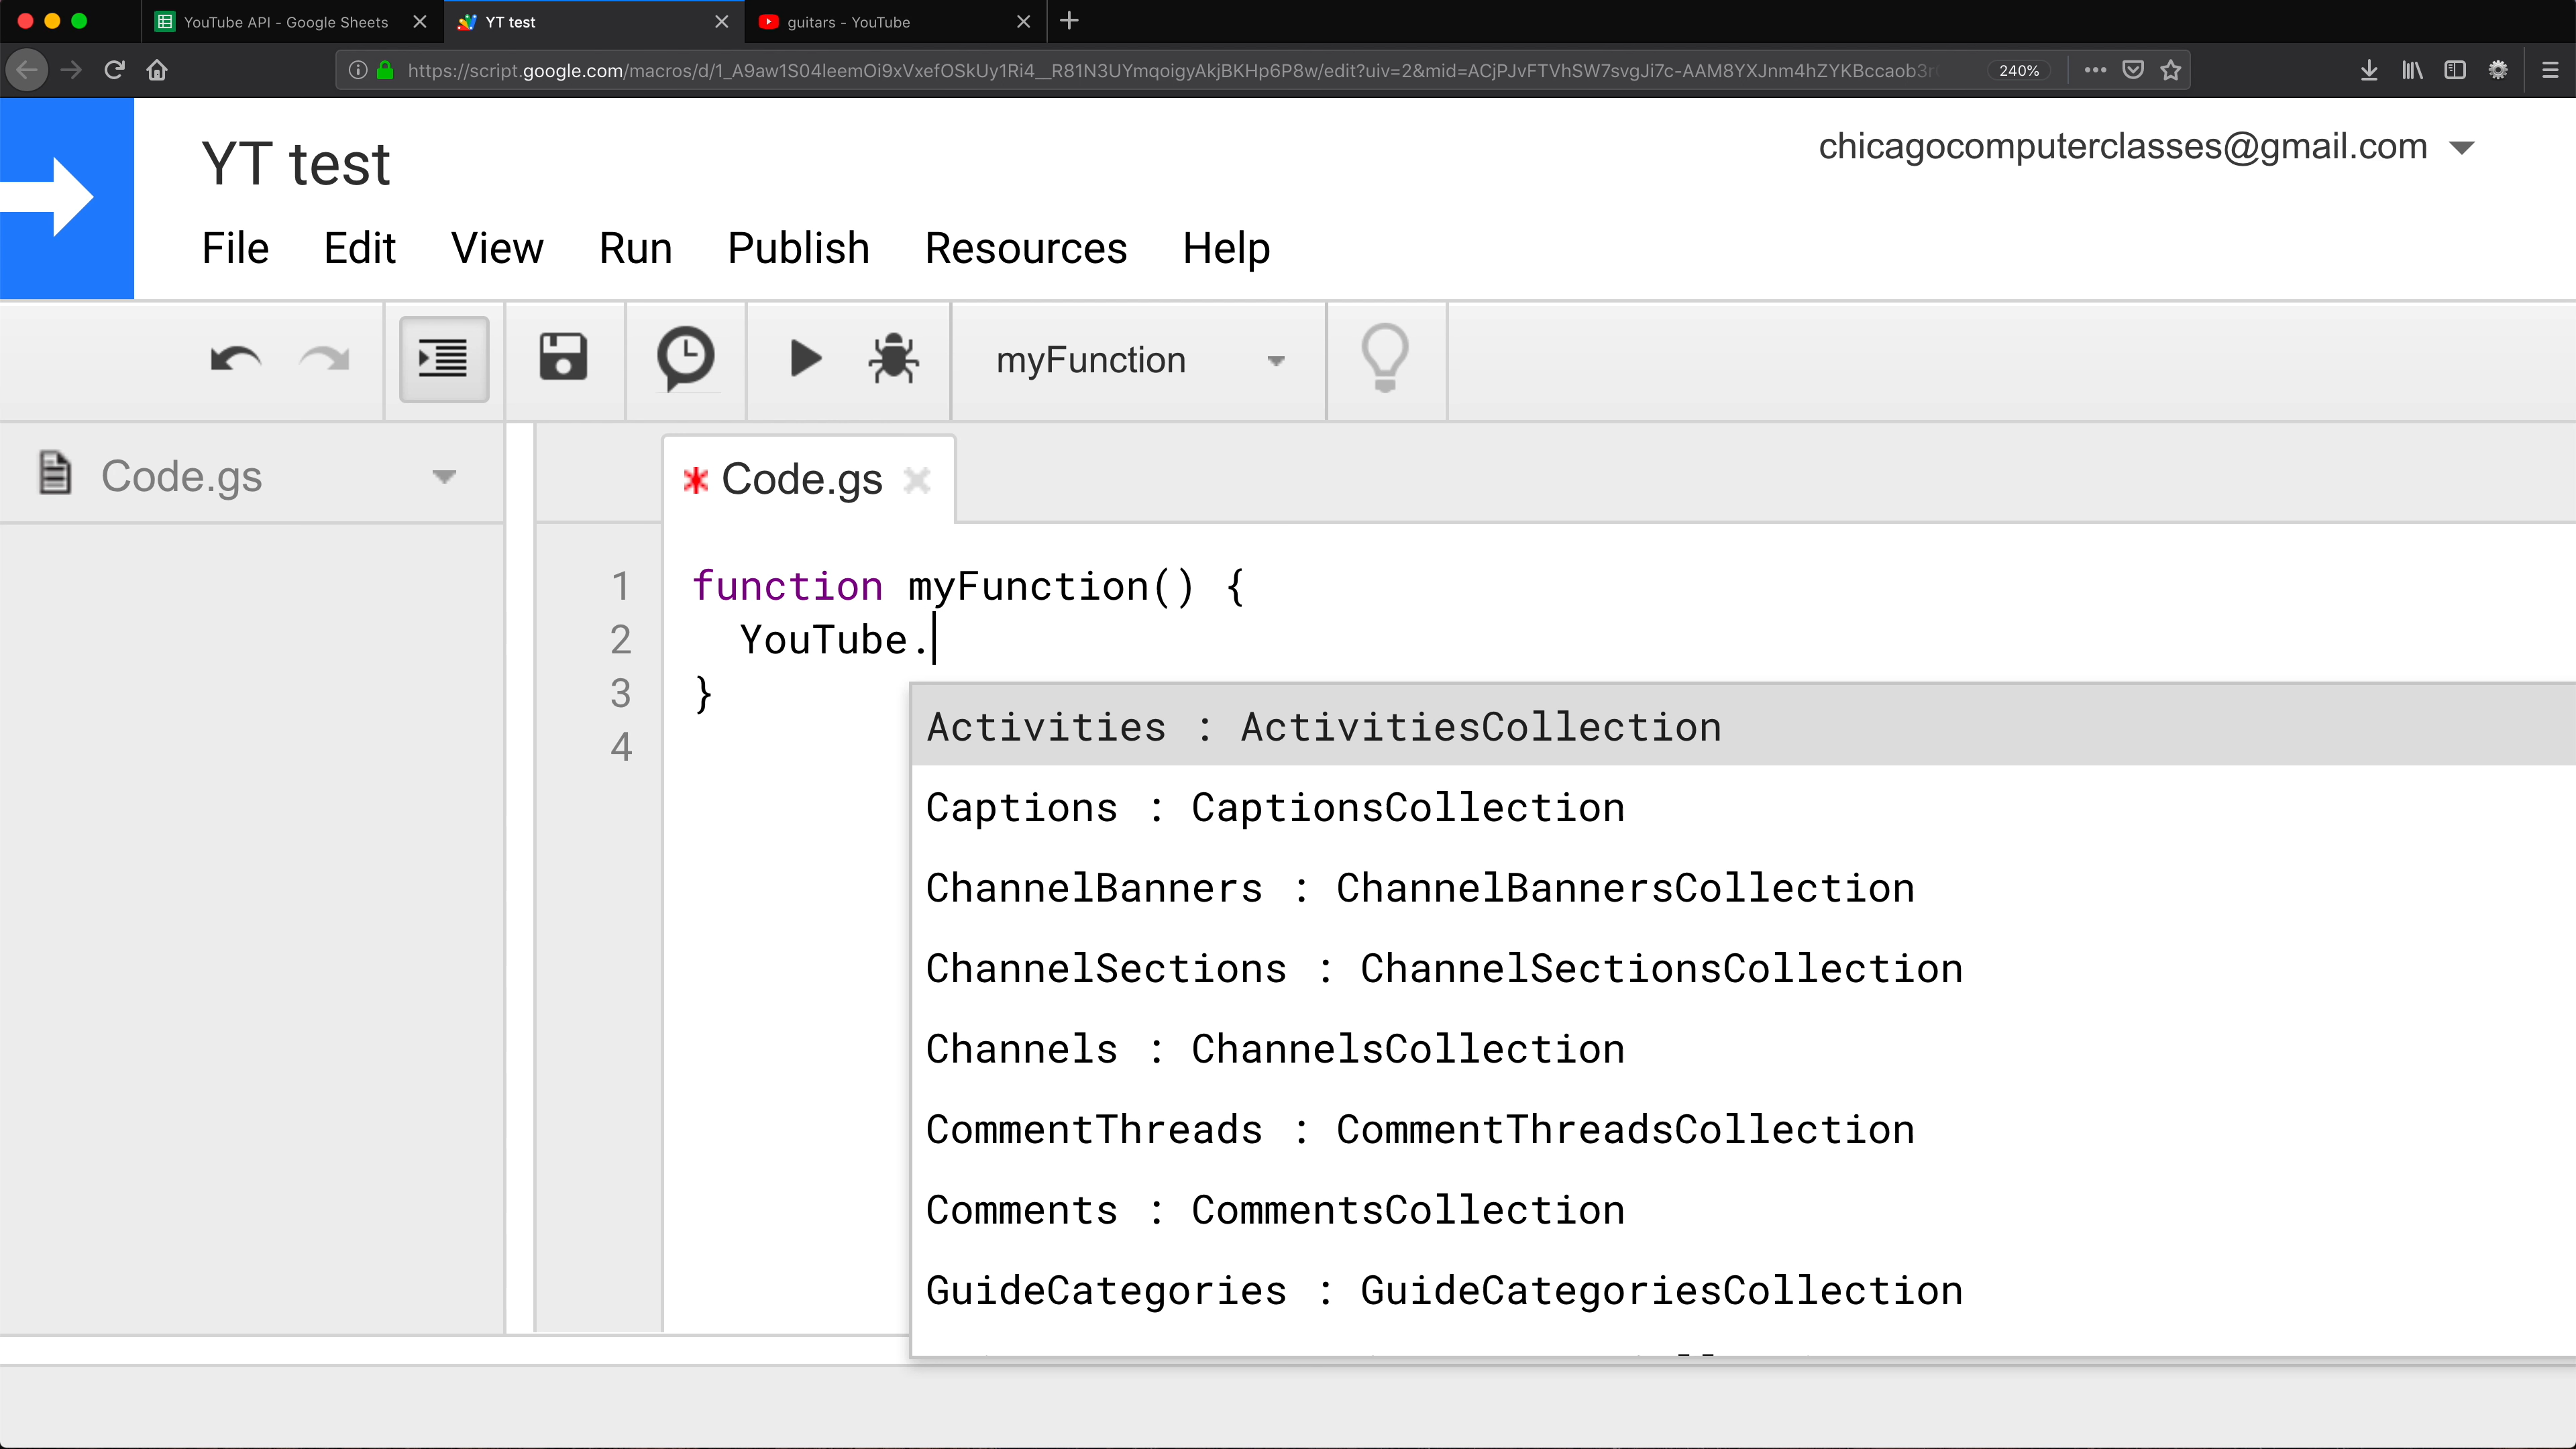 YouTube API - Google Sheets
YT test
guitars - YouTube
https://script.google.com/macros/d/1_A9aw1S04leemOi9xVxefOSkUy1Ri4__R81N3UYmqoigyAkjBKHp6P8w/edit?uiv=2&mid=ACjPJvFTVhSW7svgJi7c-AAM8YXJnm4hZYKBccaob3r
240%
YT test
chicagocomputerclasses@gmail.com
File Edit View Run Publish Resources Help
myFunction
Code.gs
* Code.gs
1 function myFunction() {
2 YouTube.
3 }
4
Activities : ActivitiesCollection
Captions : CaptionsCollection
ChannelBanners : ChannelBannersCollection
ChannelSections : ChannelSectionsCollection
Channels : ChannelsCollection
CommentThreads : CommentThreadsCollection
Comments : CommentsCollection
GuideCategories : GuideCategoriesCollection